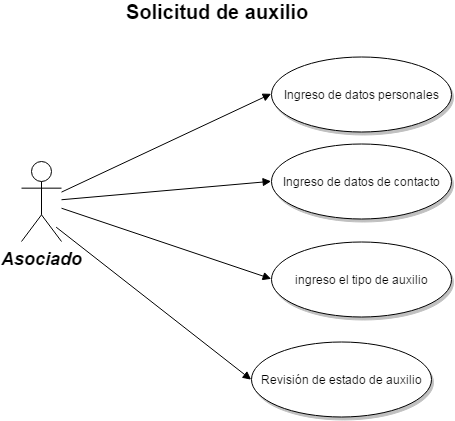 Solicitud de auxilio
Ingreso de datos personales
Ingreso de datos de contacto
Asociado
ingreso el tipo de auxilio
Revisión de estado de auxilio